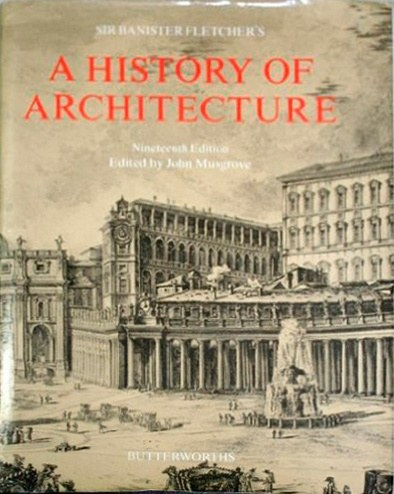 SIR BANISTER FLETCHER'S
A HISTORY OF
ARCHITECTURE
Nineteenth Edition
Edited by John Musgrove
BUTTERWORTHS